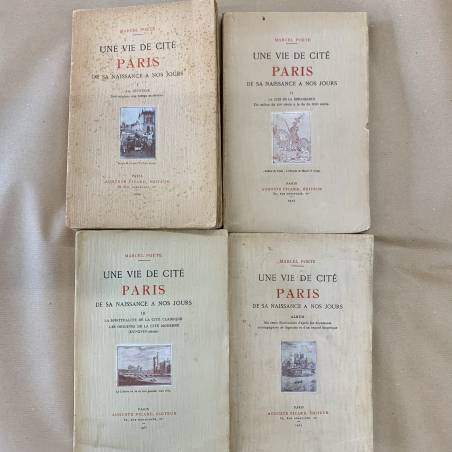 MARCEL POËTE
UNE VIE DE CITÉ
PARIS
DE SA NAISSANCE A NOS JOURS
I
LA JEUNESSE
PARIS
AUGUSTE PICARD, ÉDITEUR
MARCEL POËTE
UNE VIE DE CITÉ
PARIS
DE SA NAISSANCE A NOS JOURS
II
LA CITÉ DE LA RENAISSANCE
PARIS
AUGUSTE PICARD, ÉDITEUR
MARCEL POËTE
UNE VIE DE CITÉ
PARIS
DE SA NAISSANCE A NOS JOURS
III
LA SPIRITUALITÉ DE LA CITÉ CLASSIQUE
LES ORIGINES DE LA CITÉ MODERNE
PARIS
AUGUSTE PICARD, ÉDITEUR
MARCEL POËTE
UNE VIE DE CITÉ
PARIS
DE SA NAISSANCE A NOS JOURS
ALBUM
PARIS
AUGUSTE PICARD, ÉDITEUR